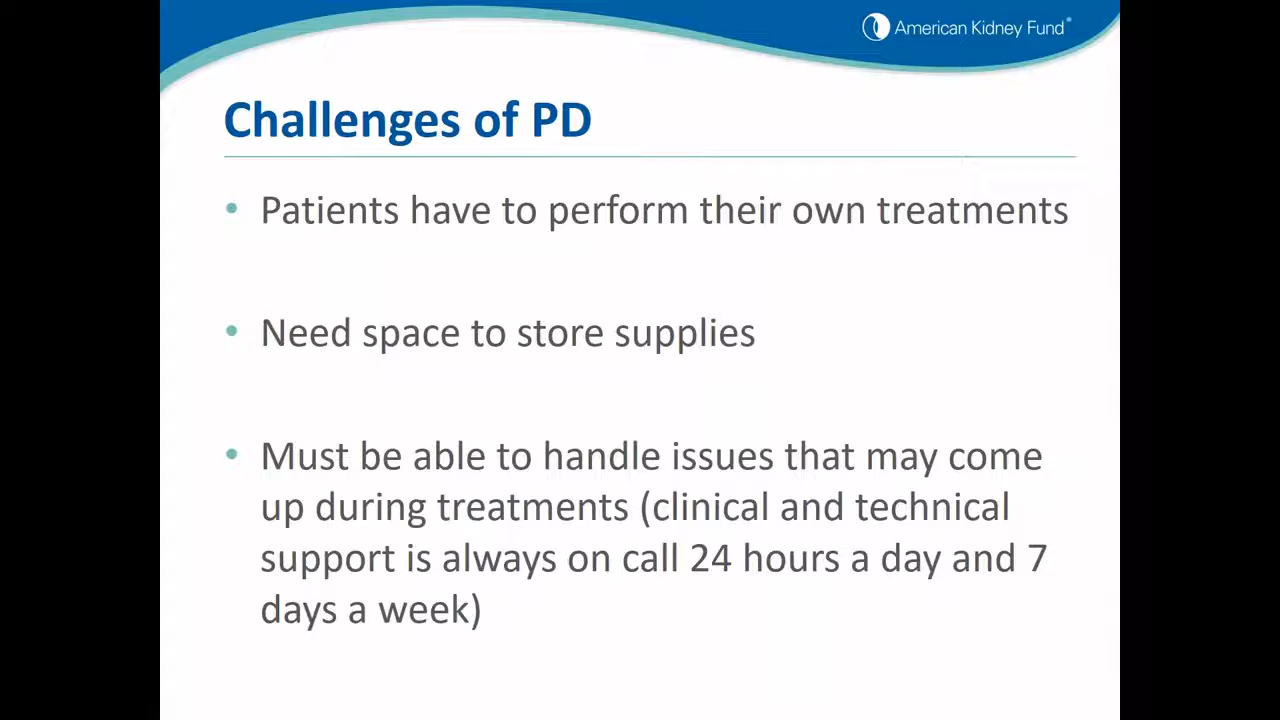 American Kidney Fund®
Challenges of PD
• Patients have to perform their own treatments
• Need space to store supplies
• Must be able to handle issues that may come
up during treatments (clinical and technical
support is always on call 24 hours a day and 7
days a week)